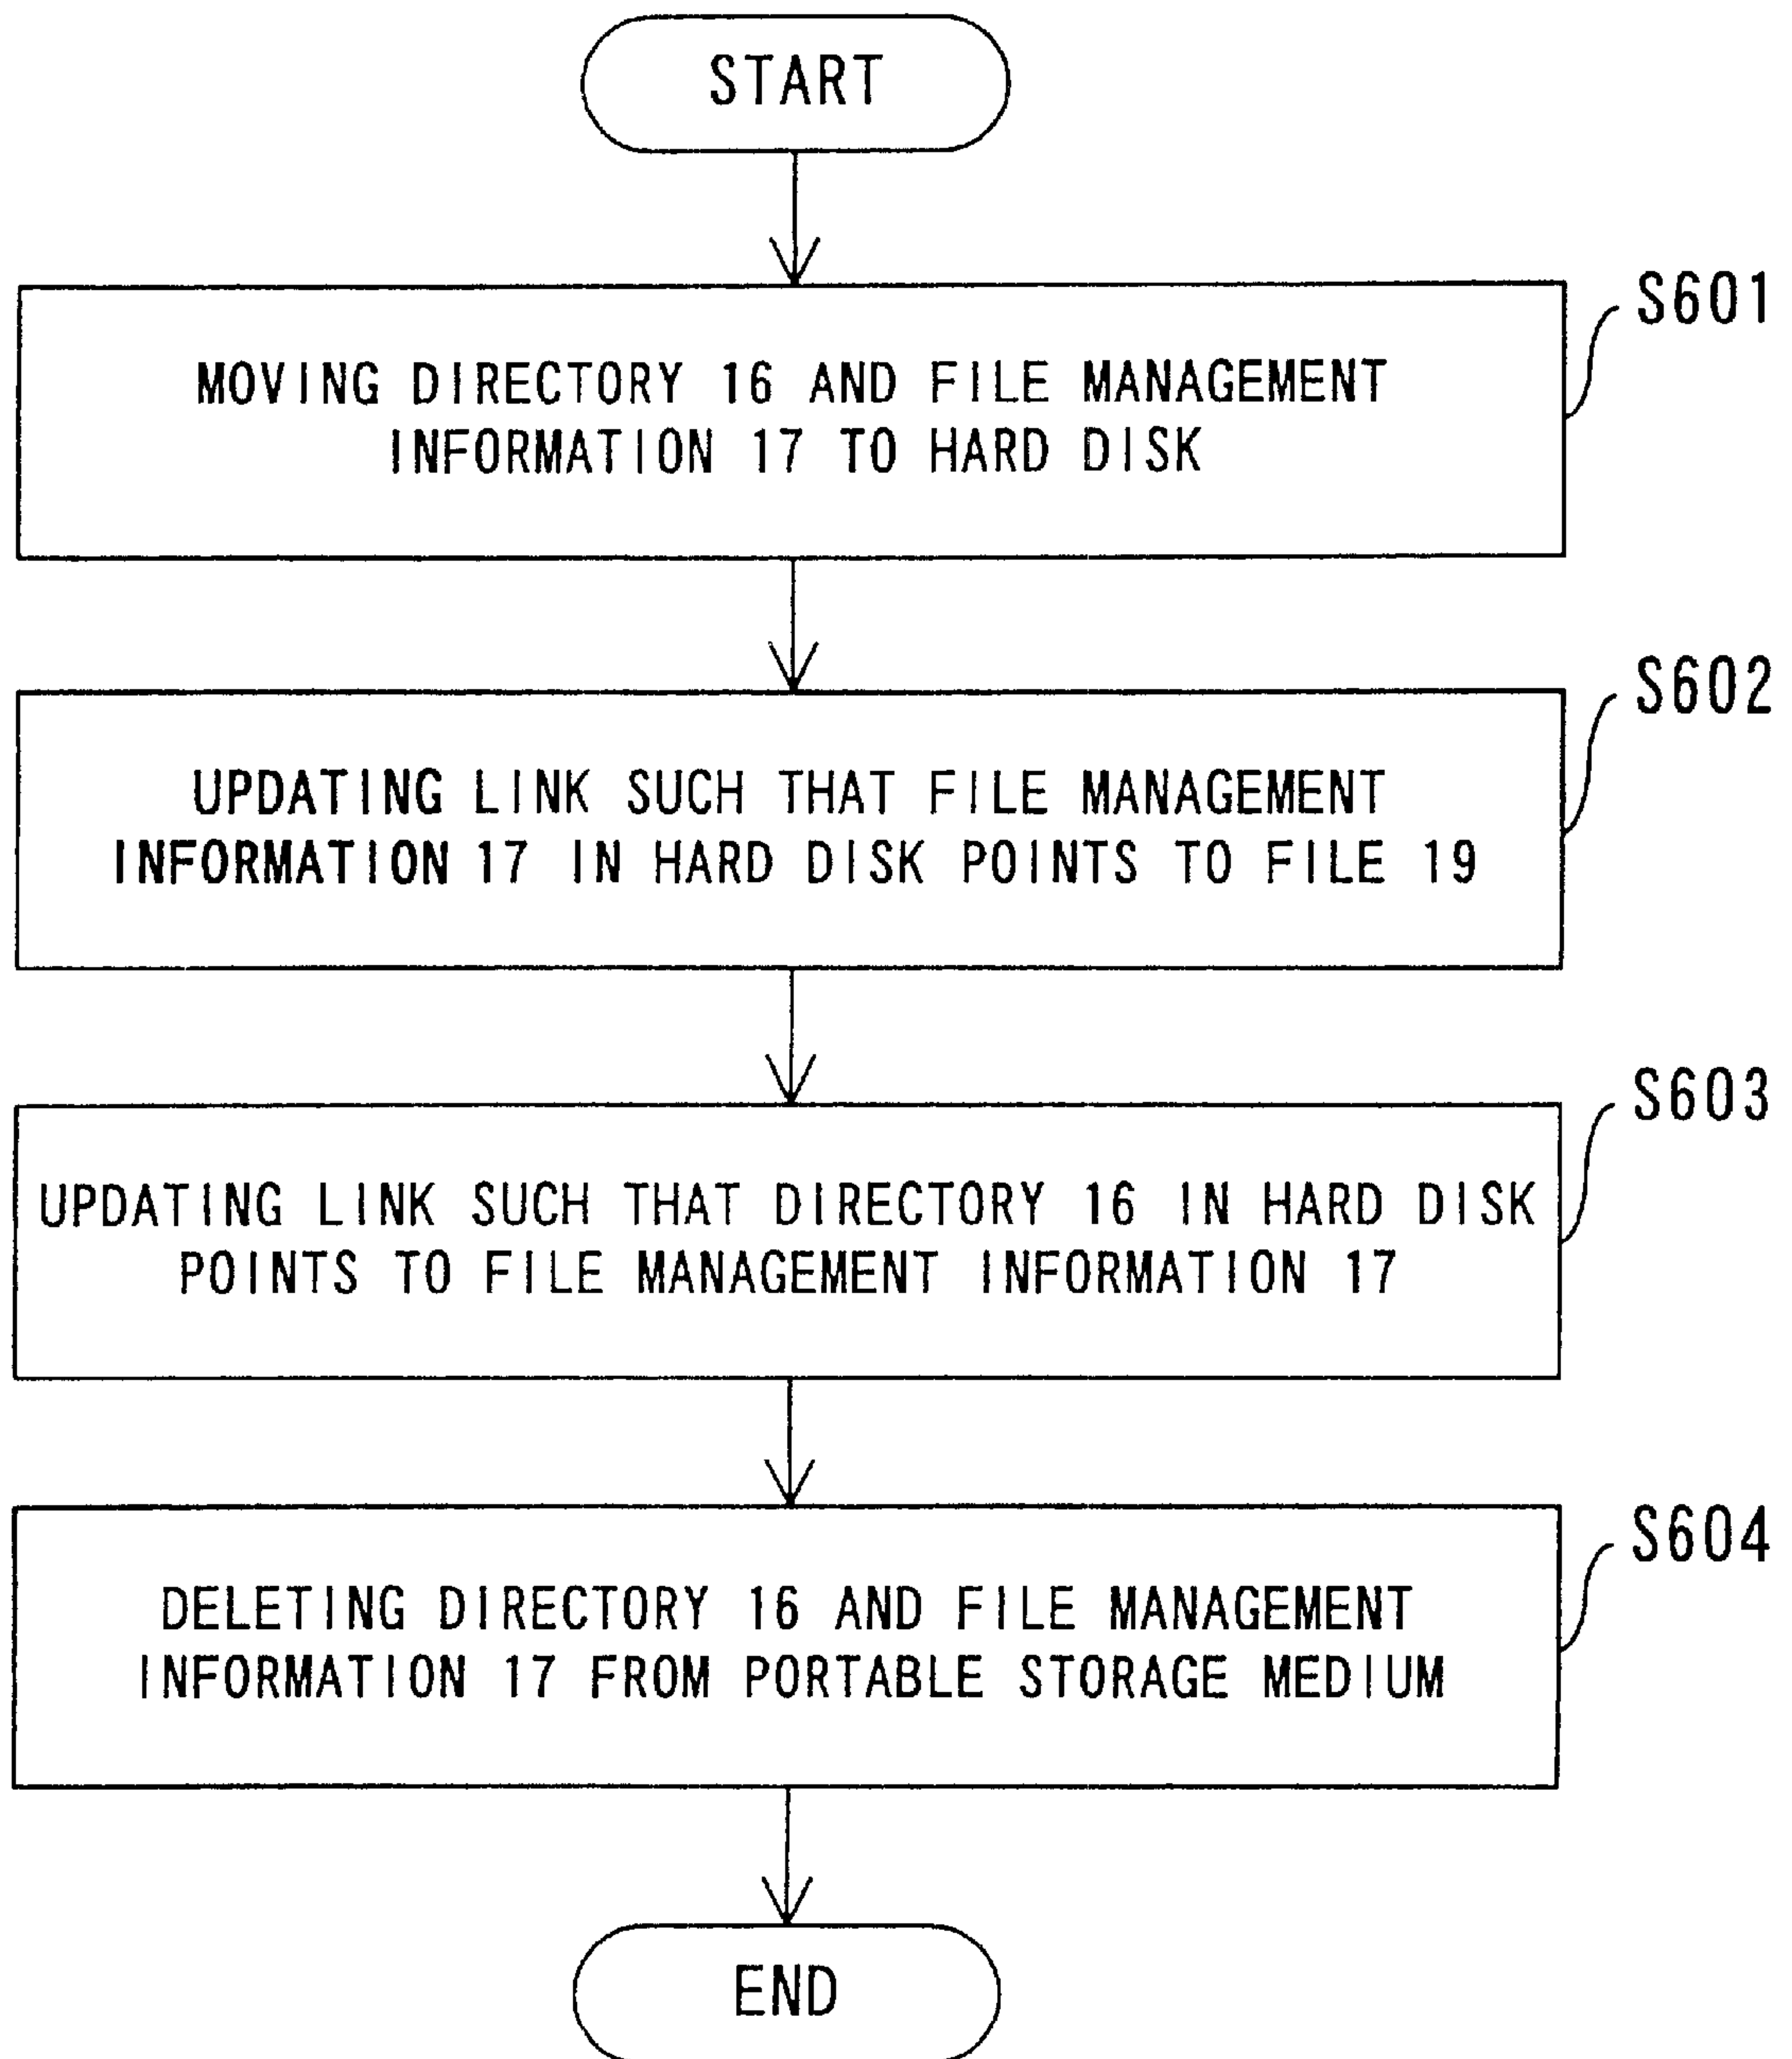 START
S601
MOVING DIRECTORY 16 AND FILE MANAGEMENT
INFORMATION 17 TO HARD DISK
S602
UPDATING LINK SUCH THAT FILE MANAGEMENT
INFORMATION 17 IN HARD DISK POINTS TO FILE 19
S603
UPDATING LINK SUCH THAT DIRECTORY 16 IN HARD DISK
POINTS TO FILE MANAGEMENT INFORMATION 17
S604
DELETING DIRECTORY 16 AND FILE MANAGEMENT
INFORMATION 17 FROM PORTABLE STORAGE MEDIUM
END